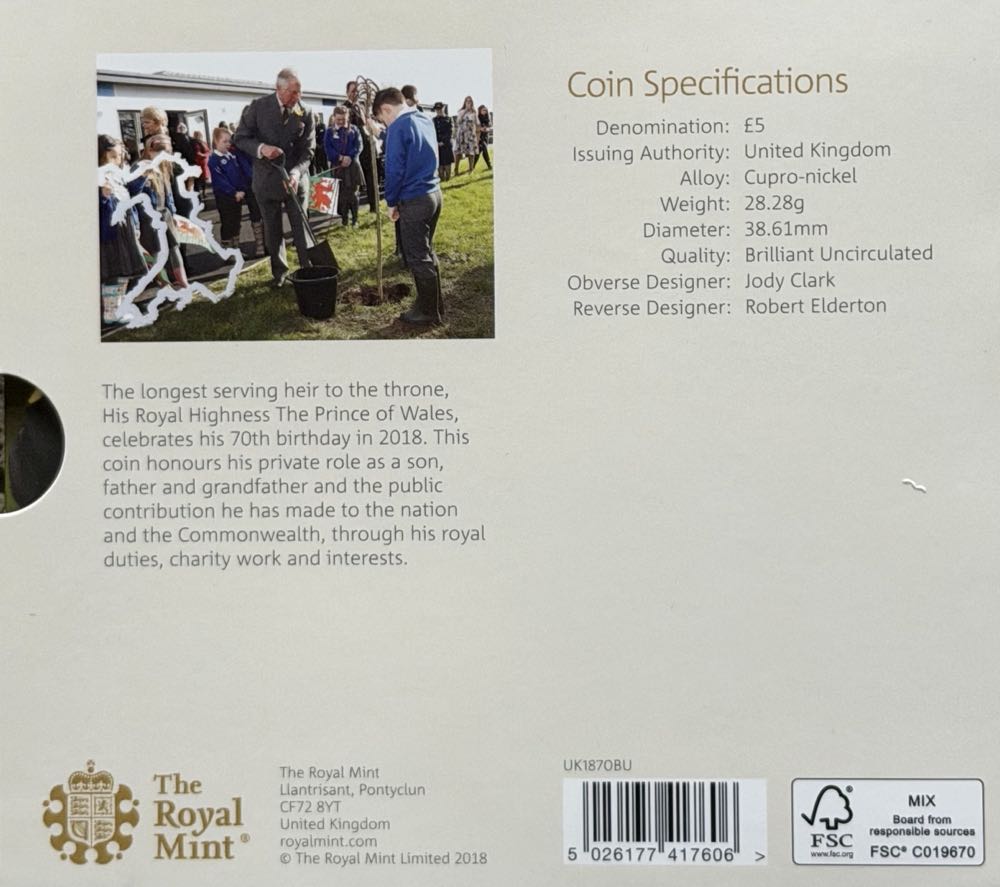 Coin Specifications
Denomination: £5
Issuing Authority: United Kingdom
Alloy: Cupro-nickel
Weight: 28.28g
Diameter: 38.61mm
Quality: Brilliant Uncirculated
Obverse Designer: Jody Clark
Reverse Designer: Robert Elderton
The longest serving heir to the throne,
His Royal Highness The Prince of Wales,
celebrates his 70th birthday in 2018. This
coin honours his private role as a son,
father and grandfather and the public
contribution he has made to the nation
and the Commonwealth, through his royal
duties, charity work and interests.
The
Royal
Mint®
The Royal Mint
Llantrisant, Pontyclun
CF72 8YT
United Kingdom
royalmint.com
© The Royal Mint Limited 2018
UK1870BU
5 026177 417606 >
FSC
www.fsc.org
MIX
Board from
responsible sources
FSC® C019670